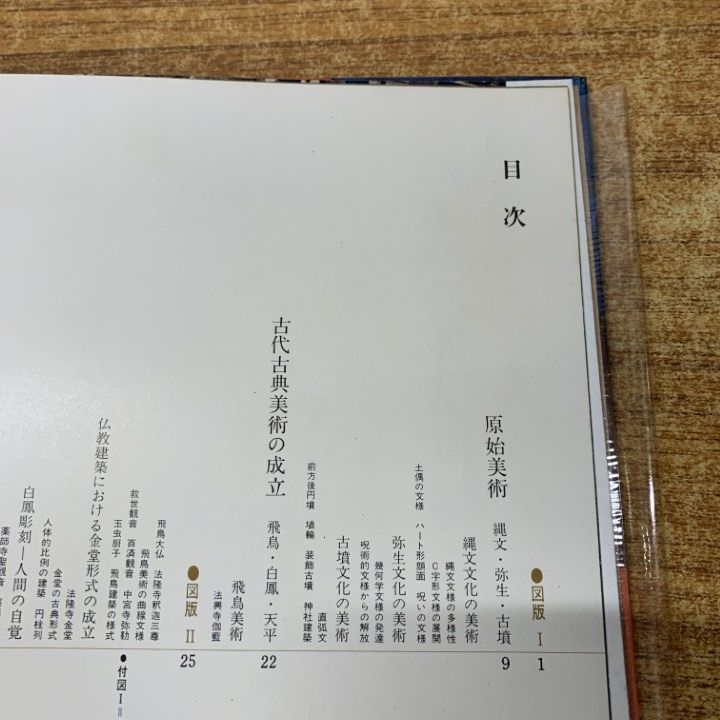 目次
●図版 I 1
原始美術 縄文・弥生・古墳 9
縄文文化の美術
縄文文様の多様性
C字形文様の展開
土偶の文様 ハート形顔面 呪いの文様
弥生文化の美術
幾何学文様の発達
呪術的文様からの解放
古墳文化の美術
直弧文
前方後円墳 埴輪 装飾古墳 神社建築
古代古典美術の成立 飛鳥・白鳳・天平 22
飛鳥美術
法興寺伽藍
●図版 II 25
飛鳥大仏 法隆寺釈迦三尊
飛鳥美術の曲線文様
救世観音 百済観音 中宮寺弥勒
玉虫厨子 飛鳥建築の様式
●付図I＝
仏教建築における金堂形式の成立
法隆寺金堂
金堂の古典形式
人体的比例の建築 円柱列
白鳳彫刻―人間の自覚
薬師寺聖観音